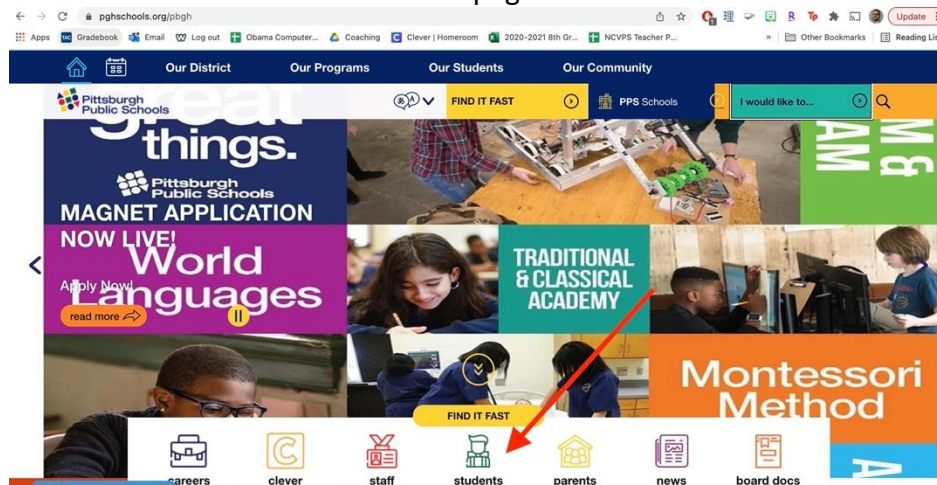 pghschools.org/pbgh
Update
Apps Gradebook Email Log out Obama Computer... Coaching Clever | Homeroom 2020-2021 8th Gr... NCVPS Teacher P... » Other Bookmarks Reading Lis
Our District Our Programs Our Students Our Community
Pittsburgh
Public Schools
FIND IT FAST PPS Schools I would like to...
great
things.
Pittsburgh
Public Schools
MAGNET APPLICATION
NOW LIVE!
World
Languages
Apply Now!
read more
TRADITIONAL
& CLASSICAL
ACADEMY
M &
AM
Montessori
Method
FIND IT FAST
careers clever staff students parents news board docs